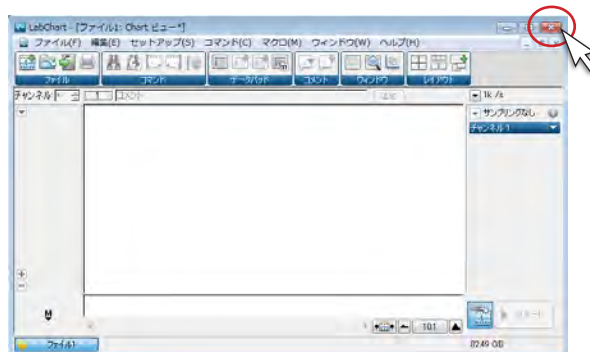 LabChart - [ファイル1: Chart ビュー*]
ファイル(F) 編集(E) セットアップ(S) コマンド(C) マクロ(M) ウインドウ(W) ヘルプ(H)
ファイル コマンド データパッド コメント ウィンドウ レイアウト
チャンネル コメント 追加 1k /s
サンプリングなし
チャンネル 1
M
10:1 スタート
ファイル1